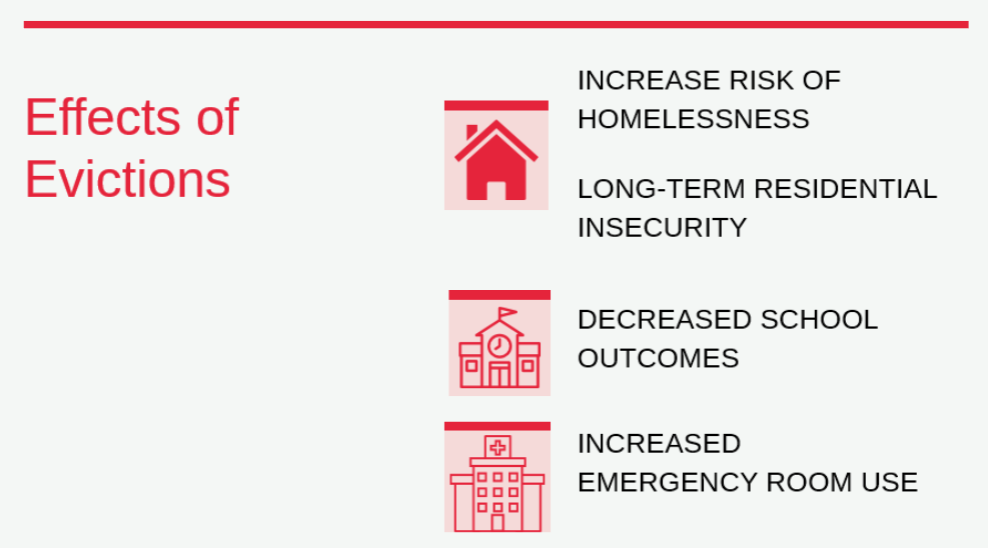 Effects of
Evictions
INCREASE RISK OF
HOMELESSNESS
LONG-TERM RESIDENTIAL
INSECURITY
DECREASED SCHOOL
OUTCOMES
INCREASED
EMERGENCY ROOM USE